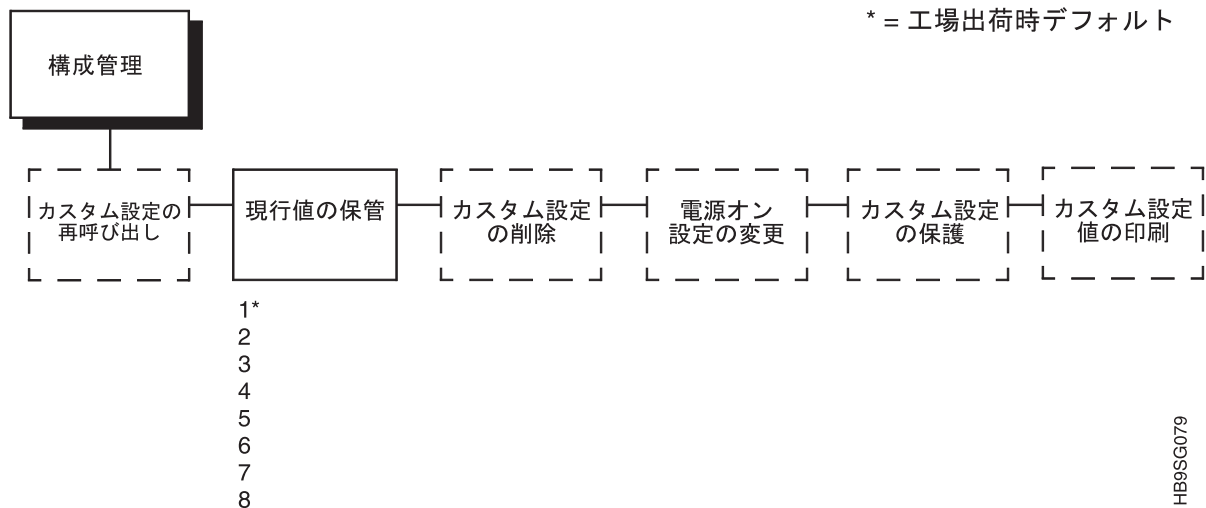 * = 工場出荷時デフォルト
構成管理
カスタム設定の
再呼び出し
現行値の保管
カスタム設定
の削除
電源オン
設定の変更
カスタム設定
の保護
カスタム設定
値の印刷
1*
2
3
4
5
6
7
8
HB9SG079